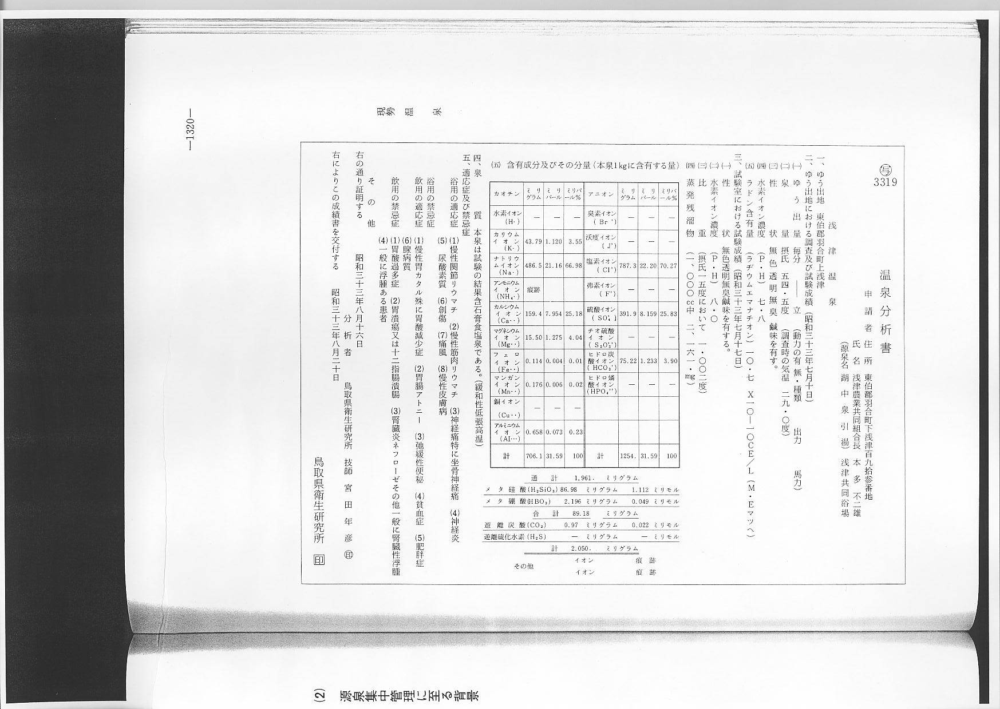 写
3319
温泉分析書
申請者 住所 東伯郡羽合町下浅津百九拾参番地
氏名 浅津農業共同組合長 本多不二雄
(源泉名 湖中泉引湯) 浅津共同浴場
浅津温泉
一、ゆう出地 東伯郡羽合町上浅津
二、ゆう出地における調査及び試験成績(昭和三十三年七月十日)
(一) ゆう出量 毎分 ―― 立 (動力の有無・種類 出力 馬力)
(二) 泉量 摂氏 五四・五度 (調査時の気温 二九・〇度)
(三) 性状 無色透明無臭鹹味を有す。
(四) 水素イオン濃度 (P・H) 七・八
(五) ラドン含有量 (ラヂウムエマナチオン) 一〇・七 X一〇―一〇CE/L(M・Eマツヘ)
三、試験室における試験成績(昭和三十三年七月十七日)
(一) 性状 無色透明無臭鹹味を有する。
(二) 水素イオン濃度 (P・H) 八・〇
(三) 比重 (摂氏一五度において 一・〇〇二度)
(四) 蒸発残溜物 (一、〇〇〇cc中 二、一六一・mg)
(五) 含有成分及びその分量(本泉1kgに含有する量)
カオチン ミリグラム ミリバール ミリバール% アニオン ミリグラム ミリバール ミリバール%
水素イオン(H・) — — — 臭素イオン(Br') — — —
カリウムイオン(K・) 43.79 1.120 3.55 沃度イオン(J') — — —
ナトリウムイオン(Na・) 486.5 21.16 66.98 塩素イオン(Cl') 787.3 22.20 70.27
アンモニウムイオン(NH₄・) 痕跡 弗素イオン(F') — — —
カルシウムイオン(Ca・・) 159.4 7.954 25.18 硫酸イオン(SO₄'') 391.9 8.159 25.83
マグネシウムイオン(Mg・・) 15.50 1.275 4.04 チオ硫酸イオン(S₂O₃'') — — —
フェロイオン(Fe・・) 0.114 0.004 0.01 ヒドロ炭酸イオン(HCO₃') 75.22 1.233 3.90
マンガンイオン(Mn・・) 0.176 0.006 0.02 ヒドロ燐酸イオン(HPO₄'') — — —
銅イオン(Cu・・) — — —
アルミニウムイオン(Al・・・) 0.658 0.073 0.23
計 706.1 31.59 100 計 1254. 31.59 100
通計 1,961. ミリグラム
メタ硅酸(H₂SiO₃) 86.98 ミリグラム 1.112 ミリモル
メタ硼酸(HBO₂) 2.196 ミリグラム 0.049 ミリモル
合計 89.18 ミリグラム
遊離炭酸(CO₂) 0.97 ミリグラム 0.022 ミリモル
遊離硫化水素(H₂S) — ミリグラム — ミリモル
計 2.050. ミリグラム
その他 イオン 痕跡
イオン 痕跡
四、泉質 本泉は試験の結果含石膏食塩泉である。(緩和性低張高温)
五、適応症及び禁忌症
浴用の適応症 (1)慢性関節リウマチ (2)慢性筋肉リウマチ (3)神経痛特に坐骨神経痛 (4)神経炎
(5)尿酸素質 (6)創傷 (7)痛風 (8)慢性皮膚病
浴用の禁忌症
飲用の適応症 (1)慢性胃カタル殊に胃酸減少症 (2)胃腸アトニー (3)弛緩性便秘 (4)貧血症 (5)肥胖症
(6)腺病質
飲用の禁忌症 (1)胃酸過多症 (2)胃潰瘍又は十二指腸潰腸 (3)腎臓炎ネフローゼその他一般に腎臓性浮腫
(4)一般に浮腫ある患者
その他
右の通り証明する 昭和三十三年八月十六日
分析者 鳥取県衛生研究所 技師 宮田年彦 ㊞
右によりこの成績書を交付する 昭和三十三年八月二十日
鳥取県衛生研究所 印
現勢 温泉
—1320—
(2) 源泉集中管理に至る背景